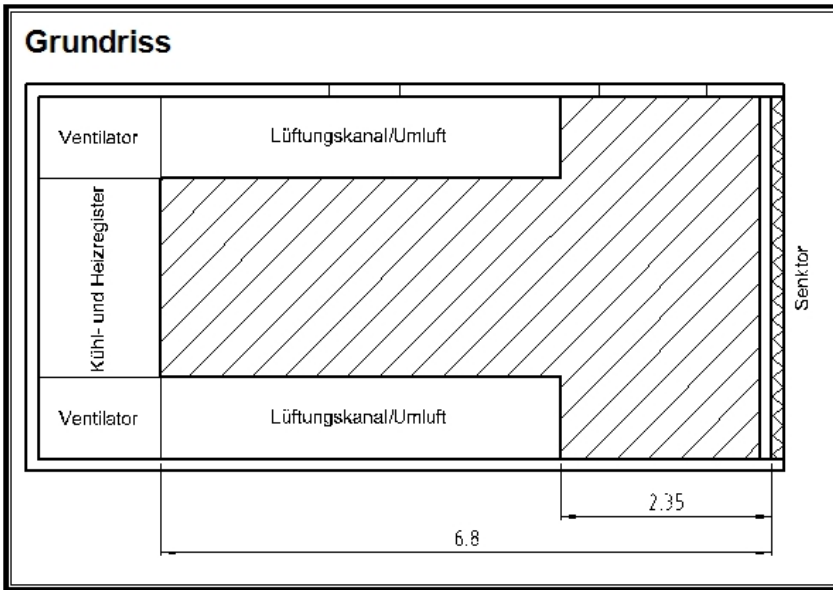 Grundriss
Ventilator
Lüftungskanal/Umluft
Kühl- und Heizregister
Senktor
Ventilator
Lüftungskanal/Umluft
2.35
6.8